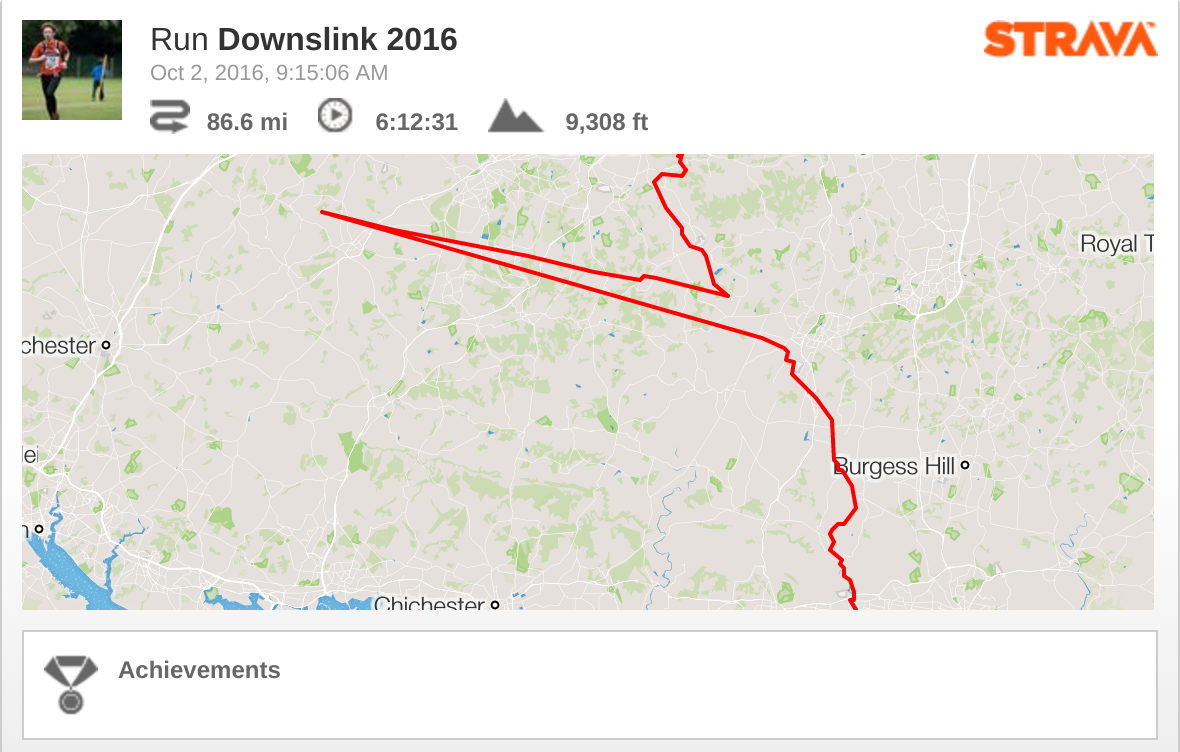 Run Downslink 2016
STRAVA
Oct 2, 2016, 9:15:06 AM
86.6 mi 6:12:31 9,308 ft
Royal T
chester
Burgess Hill
lei
Chichester
Achievements